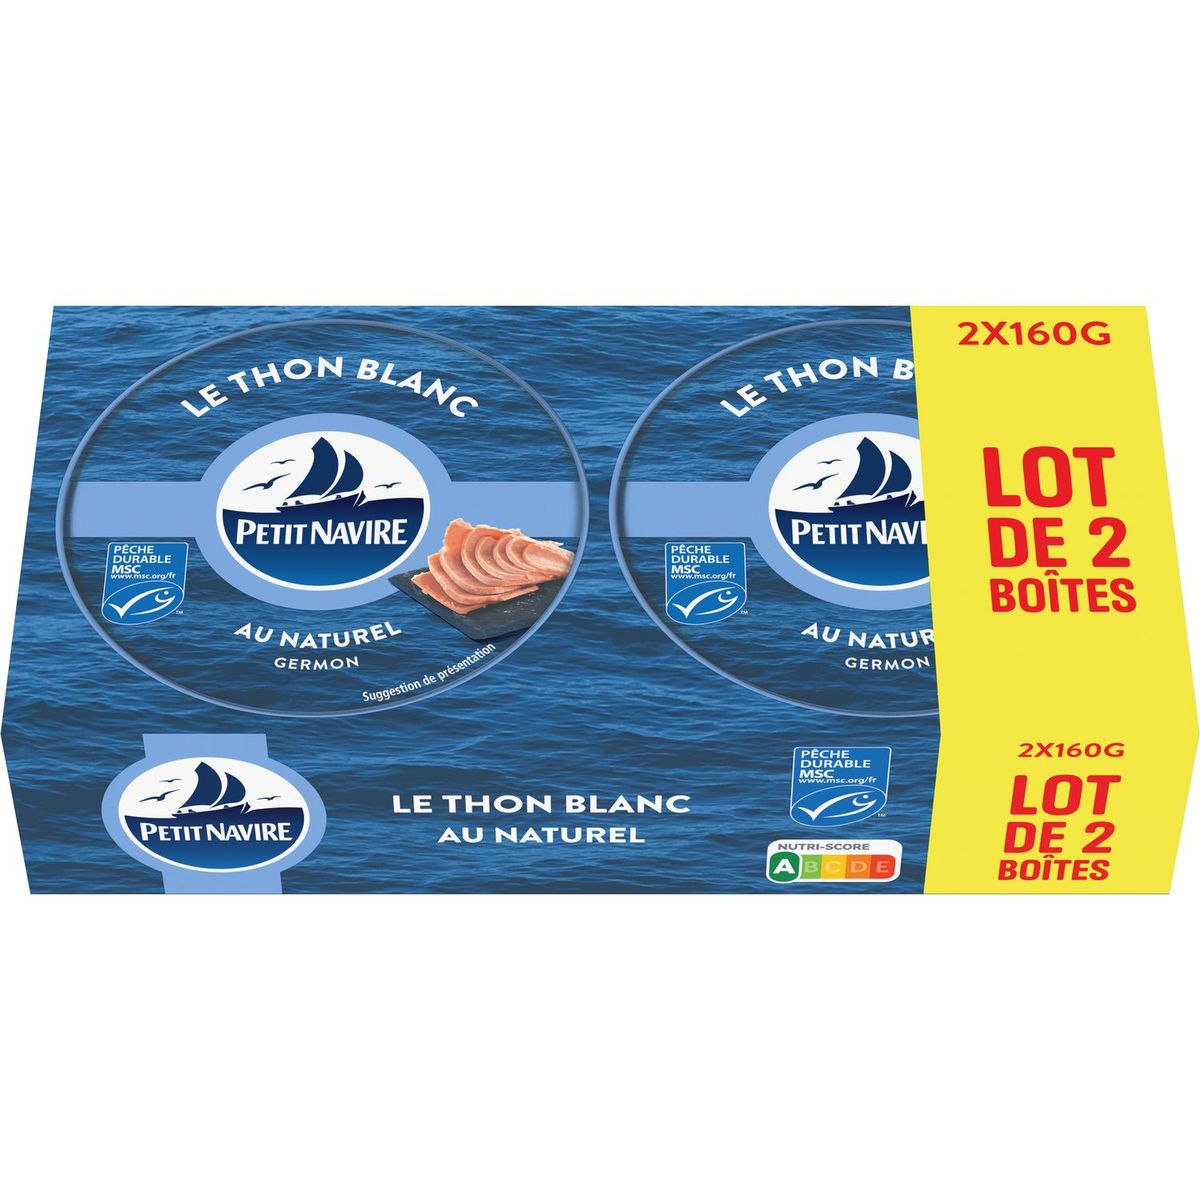 LE THON BLANC
PETIT NAVIRE
PÊCHE
DURABLE
MSC
www.msc.org/fr
TM
AU NATUREL
GERMON
Suggestion de présentation
LE THON B
PETIT NAVI
PÊCHE
DURABLE
MSC
www.msc.org/fr
TM
AU NATUR
GERMON
2X160G
LOT
DE 2
BOÎTES
PETIT NAVIRE
LE THON BLANC
AU NATUREL
PÊCHE
DURABLE
MSC
www.msc.org/fr
TM
NUTRI-SCORE
A B C D E
2X160G
LOT
DE 2
BOÎTES